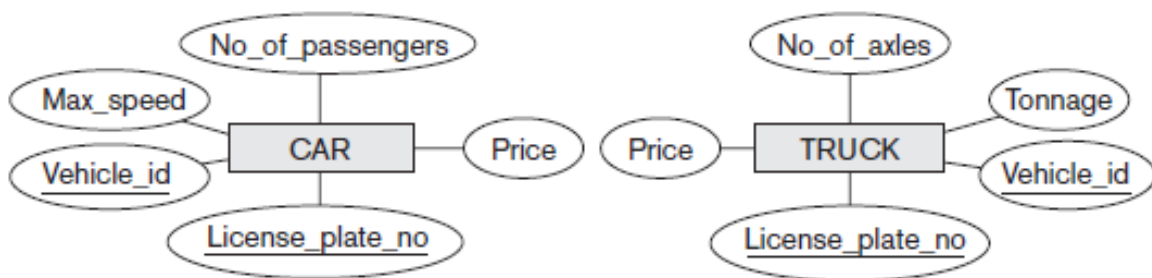 No_of_passengers
Max_speed
CAR
Price
Vehicle_id
License_plate_no
No_of_axles
Tonnage
Price
TRUCK
Vehicle_id
License_plate_no